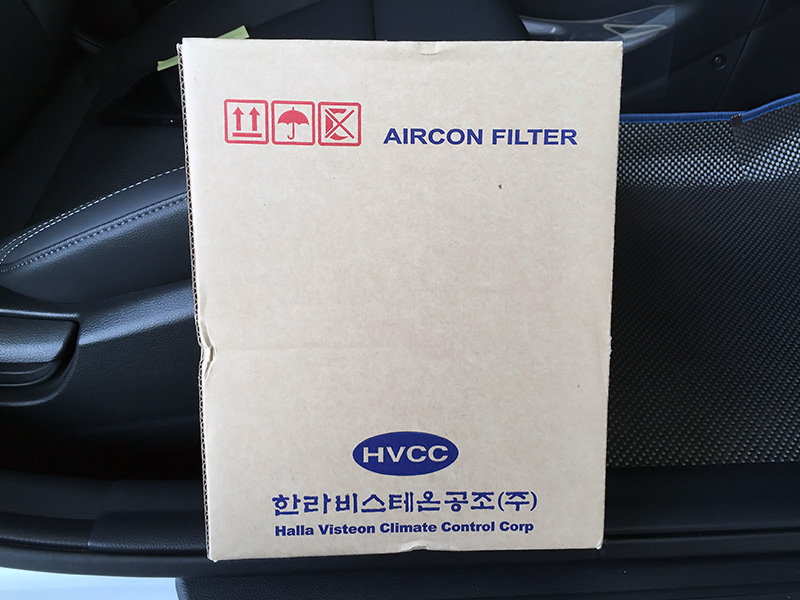 AIRCON FILTER
HVCC
한라비스테온공조(주)
Halla Visteon Climate Control Corp